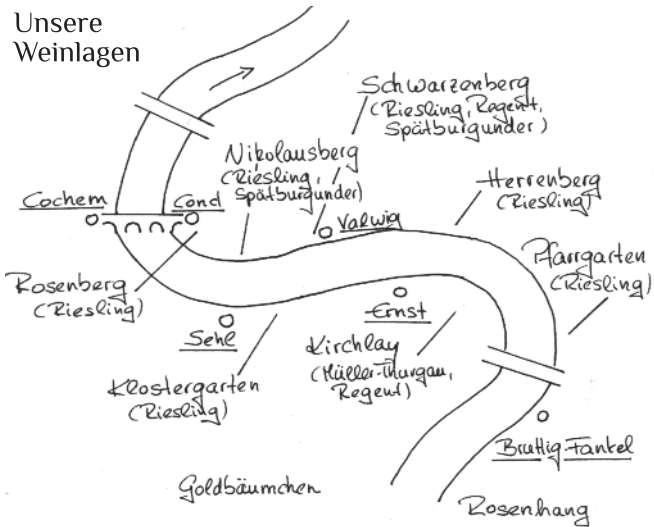 Unsere
Weinlagen
Schwarzenberg
(Riesling, Regent,
Spätburgunder)
Nikolausberg
(Riesling,
Spätburgunder)
Herrenberg
(Riesling)
Cochem
Cond
Valwig
Pfarrgarten
(Riesling)
Rosenberg
(Riesling)
Ernst
Sehl
Kirchlay
(Müller-Thurgau,
Regent)
Klostergarten
(Riesling)
Bruttig-Fankel
Goldbäumchen
Rosenhang